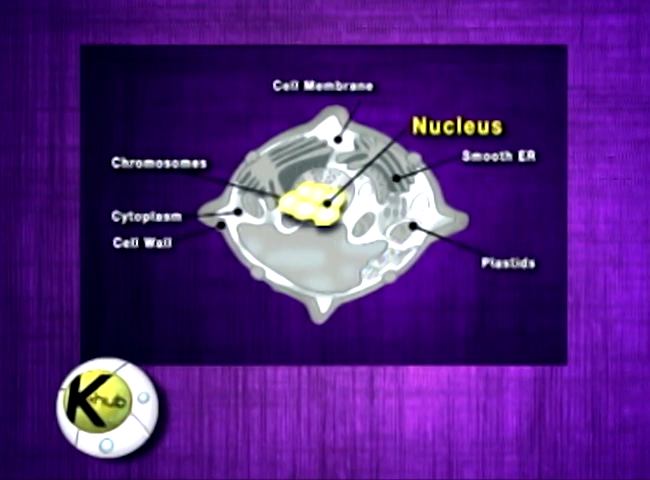 Cell Membrane
Nucleus
Smooth ER
Chromosomes
Cytoplasm
Cell Wall
Plastids
K-hub